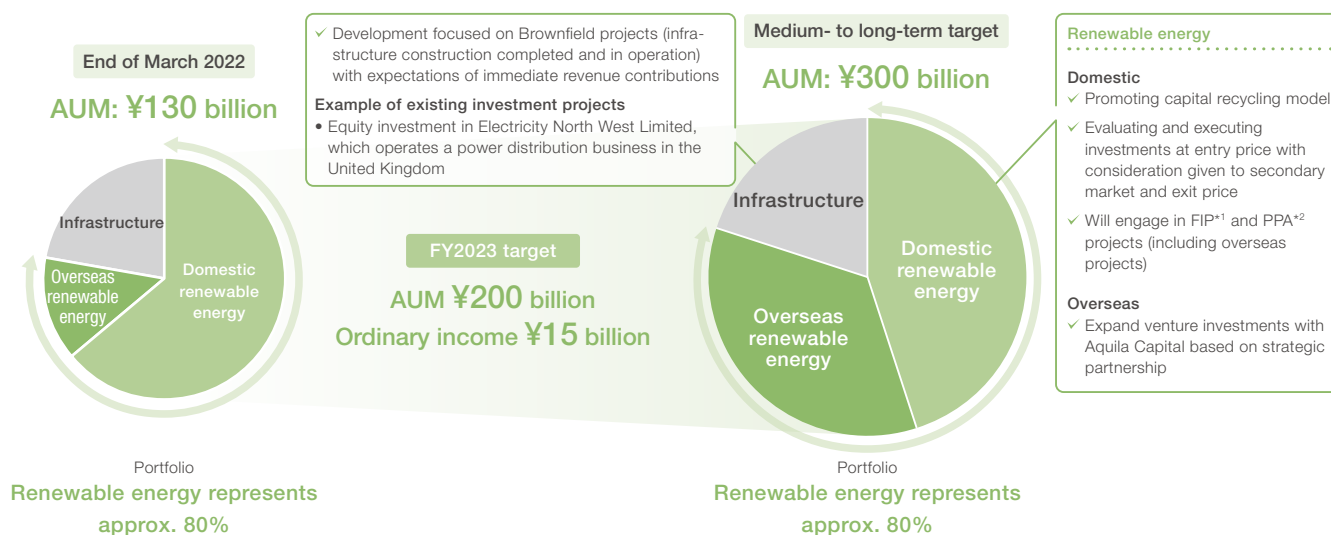 End of March 2022
AUM: ¥130 billion
Infrastructure
Overseas
renewable
energy
Domestic
renewable
energy
Portfolio
Renewable energy represents
approx. 80%
✓ Development focused on Brownfield projects (infra-
structure construction completed and in operation)
with expectations of immediate revenue contributions
Example of existing investment projects
• Equity investment in Electricity North West Limited,
which operates a power distribution business in the
United Kingdom
FY2023 target
AUM ¥200 billion
Ordinary income ¥15 billion
Medium- to long-term target
AUM: ¥300 billion
Infrastructure
Domestic
renewable
energy
Overseas
renewable
energy
Portfolio
Renewable energy represents
approx. 80%
Renewable energy
Domestic
✓ Promoting capital recycling model
✓ Evaluating and executing
investments at entry price with
consideration given to secondary
market and exit price
✓ Will engage in FIP*1 and PPA*2
projects (including overseas
projects)
Overseas
✓ Expand venture investments with
Aquila Capital based on strategic
partnership